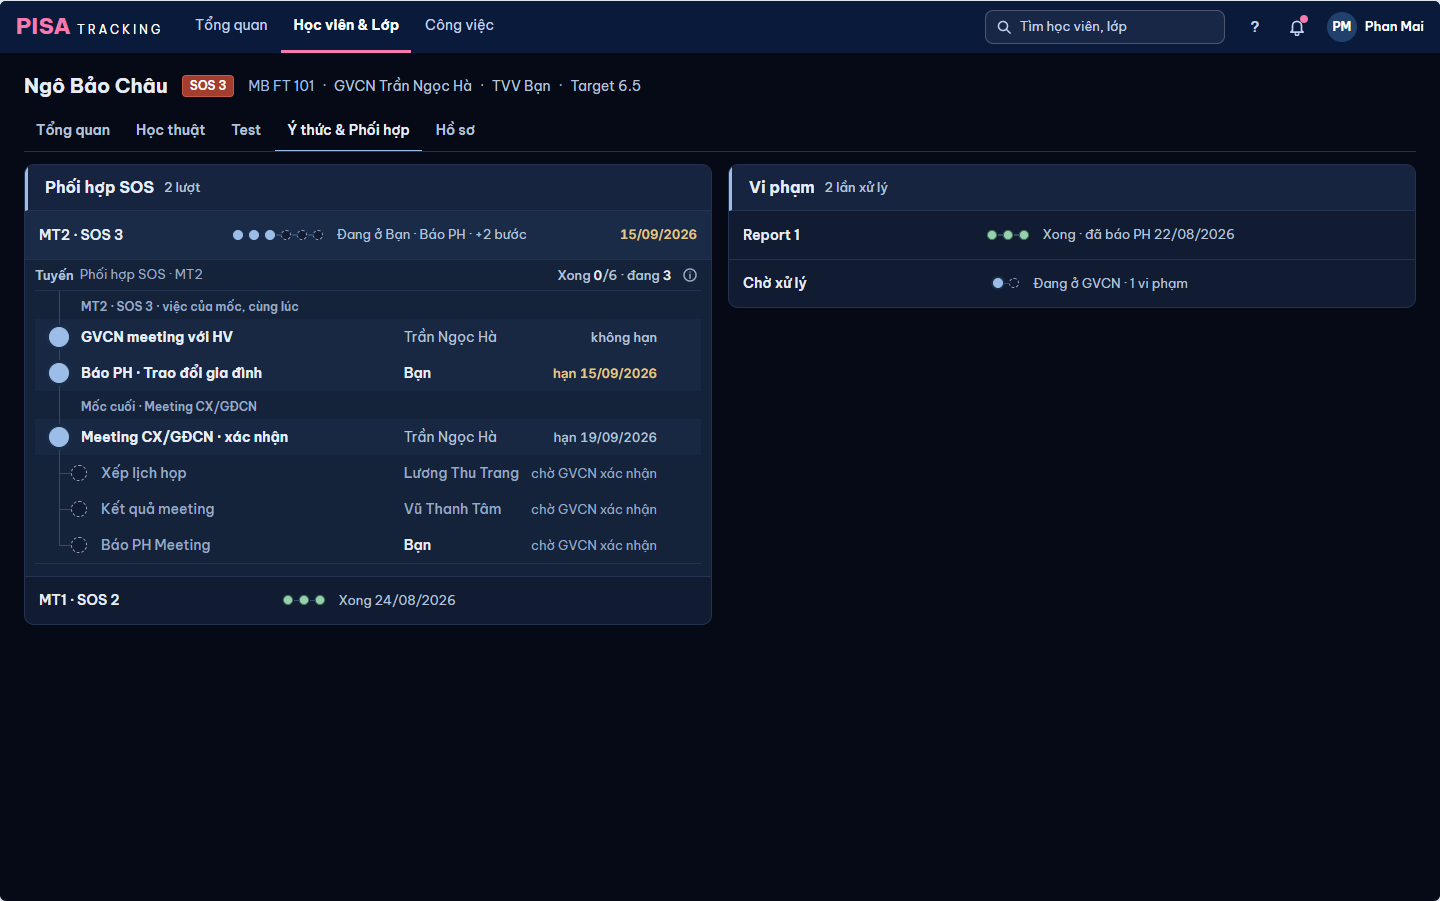 PISA TRACKING Tổng quan Học viên & Lớp Công việc Tìm học viên, lớp ? PM Phan Mai
Ngô Bảo Châu SOS 3 MB FT 101 · GVCN Trần Ngọc Hà · TVV Bạn · Target 6.5
Tổng quan Học thuật Test Ý thức & Phối hợp Hồ sơ
Phối hợp SOS 2 lượt
MT2 · SOS 3 Đang ở Bạn · Báo PH · +2 bước 15/09/2026
Tuyến Phối hợp SOS · MT2 Xong 0/6 · đang 3
MT2 · SOS 3 · việc của mốc, cùng lúc
GVCN meeting với HV Trần Ngọc Hà không hạn
Báo PH · Trao đổi gia đình Bạn hạn 15/09/2026
Mốc cuối · Meeting CX/GĐCN
Meeting CX/GĐCN · xác nhận Trần Ngọc Hà hạn 19/09/2026
Xếp lịch họp Lương Thu Trang chờ GVCN xác nhận
Kết quả meeting Vũ Thanh Tâm chờ GVCN xác nhận
Báo PH Meeting Bạn chờ GVCN xác nhận
MT1 · SOS 2 Xong 24/08/2026
Vi phạm 2 lần xử lý
Report 1 Xong · đã báo PH 22/08/2026
Chờ xử lý Đang ở GVCN · 1 vi phạm